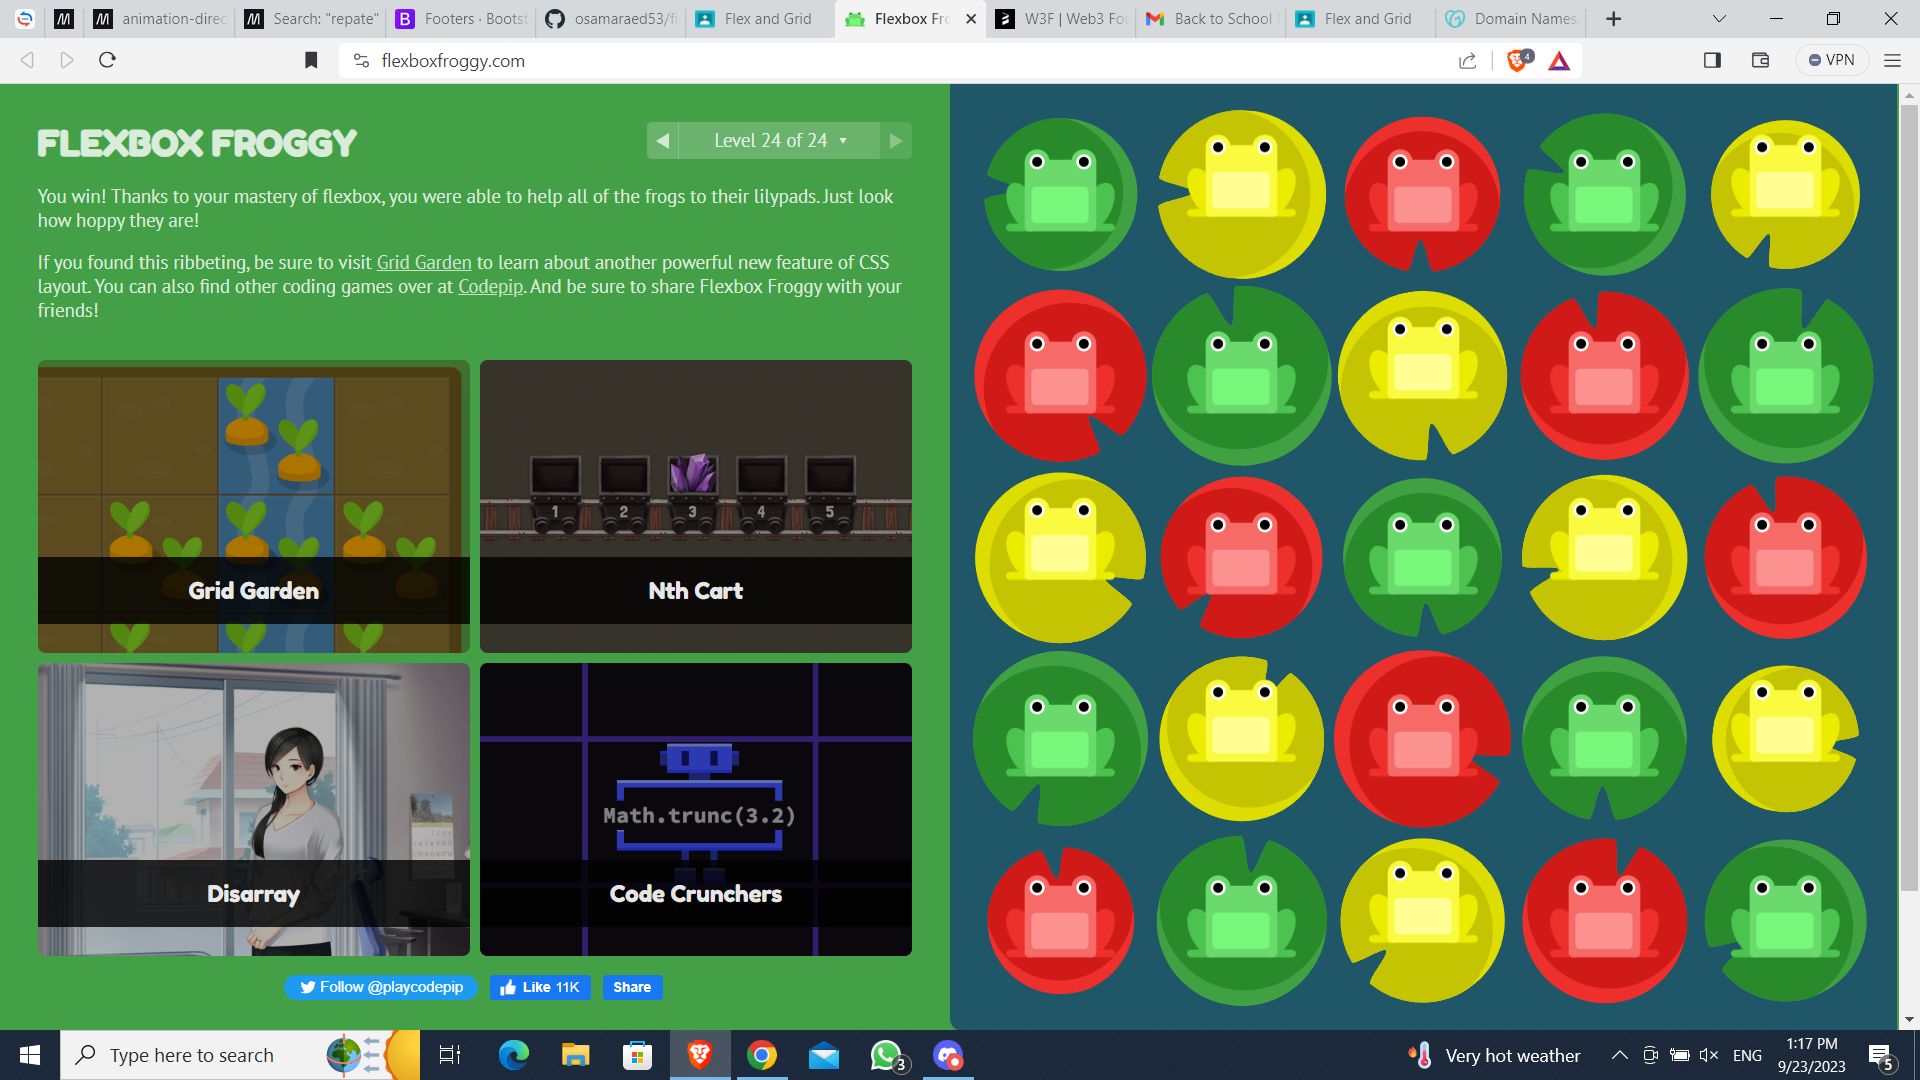 animation-direc
Search: "repate"
Footers · Bootst
osamaraed53/fi
Flex and Grid
Flexbox Fro
W3F | Web3 Fou
Back to School
Flex and Grid
Domain Names,
flexboxfroggy.com
4
VPN
FLEXBOX FROGGY
Level 24 of 24
You win! Thanks to your mastery of flexbox, you were able to help all of the frogs to their lilypads. Just look
how hoppy they are!
If you found this ribbeting, be sure to visit Grid Garden to learn about another powerful new feature of CSS
layout. You can also find other coding games over at Codepip. And be sure to share Flexbox Froggy with your
friends!
1 2 3 4 5
Grid Garden
Nth Cart
Math.trunc(3.2)
Disarray
Code Crunchers
Follow @playcodepip
Like 11K
Share
Type here to search
3
Very hot weather
ENG
1:17 PM
9/23/2023
5